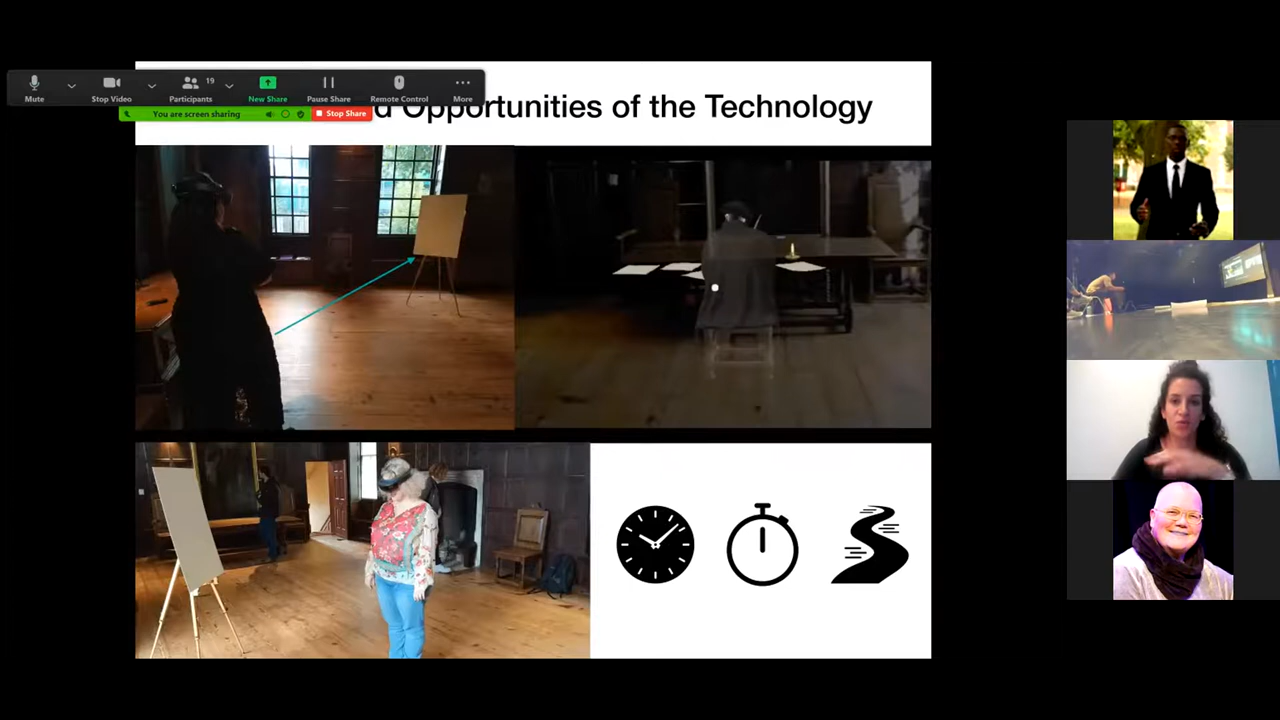 Mute
Stop Video
19
Participants
New Share
Pause Share
Remote Control
More
You are screen sharing
Stop Share
d Opportunities of the Technology